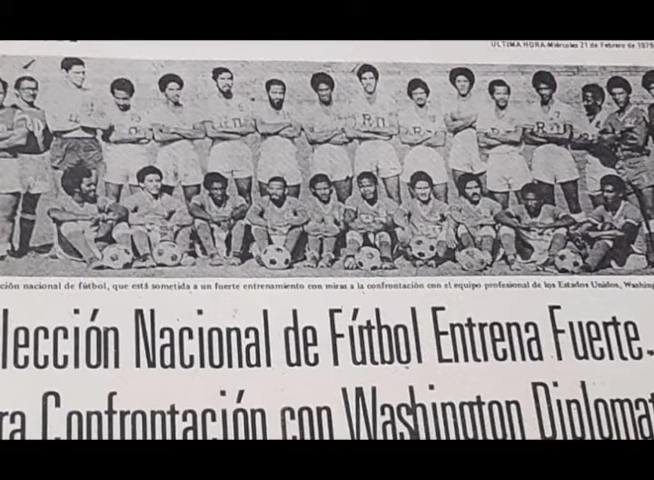 ULTIMA HORA-Miércoles 21 de Febrero de 1979
ción nacional de fútbol, que está sometida a un fuerte entrenamiento con miras a la confrontación con el equipo profesional de los Estados Unidos, Washing
lección Nacional de Fútbol Entrena Fuerte
ra Confrontación con Washington Diplomat